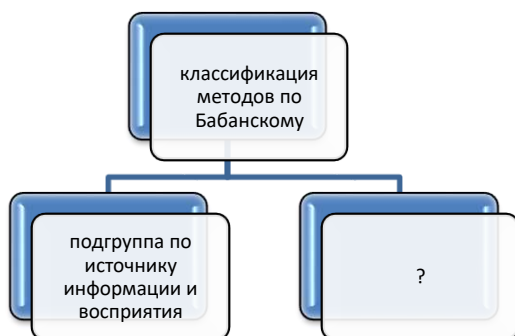 классификация
методов по
Бабанскому
подгруппа по
источнику
информации и
восприятия
?